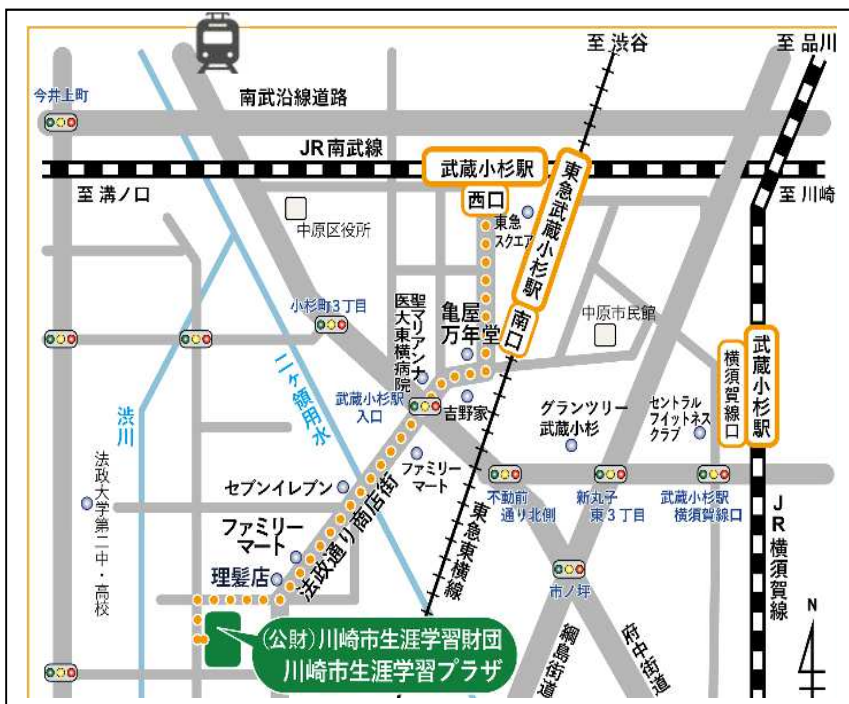 至 渋谷
至 品川
今井上町
南武沿線道路
JR南武線
武蔵小杉駅
西口
至 溝ノ口
至 川崎
東急武蔵小杉駅
南口
東急
スクエア
中原区役所
小杉町3丁目
聖マリアンナ
医大東横病院
亀屋
万年堂
中原市民館
武蔵小杉駅
横須賀線口
二ヶ領用水
渋川
武蔵小杉駅
入口
吉野家
グランツリー
武蔵小杉
セントラル
フィットネス
クラブ
法政大学第二中・高校
セブンイレブン
ファミリー
マート
不動前
通り北側
新丸子
東3丁目
武蔵小杉駅
横須賀線口
法政通り商店街
東急東横線
JR横須賀線
ファミリー
マート
理髪店
市ノ坪
綱島街道
府中街道
N
(公財)川崎市生涯学習財団
川崎市生涯学習プラザ